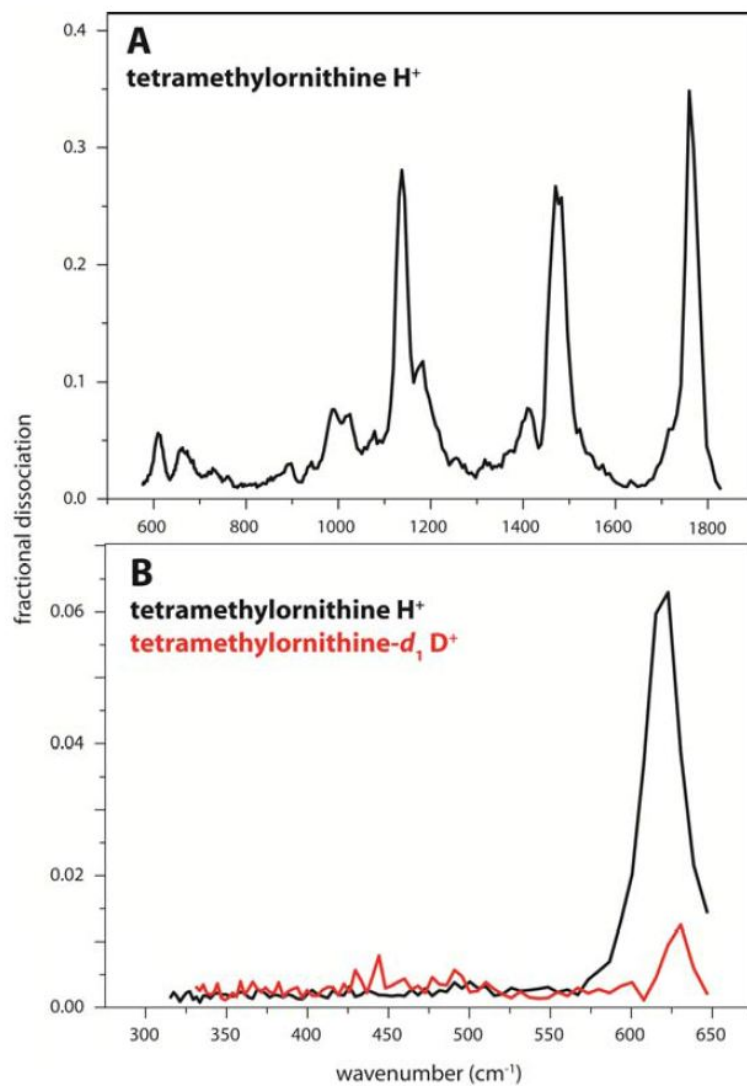 A
tetramethylornithine H⁺
0.4
0.3
0.2
0.1
0.0
600 800 1000 1200 1400 1600 1800
fractional dissociation
B
tetramethylornithine H⁺
tetramethylornithine-d₁ D⁺
0.06
0.04
0.02
0.00
300 350 400 450 500 550 600 650
wavenumber (cm⁻¹)